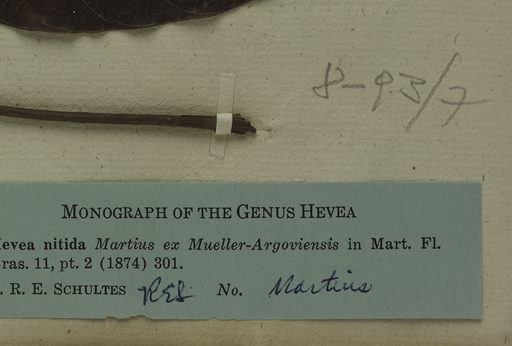 8-93/7
MONOGRAPH OF THE GENUS HEVEA
evea nitida Martius ex Mueller-Argoviensis in Mart. Fl.
ras. 11, pt. 2 (1874) 301.
. R. E. SCHULTES RES No. Martius